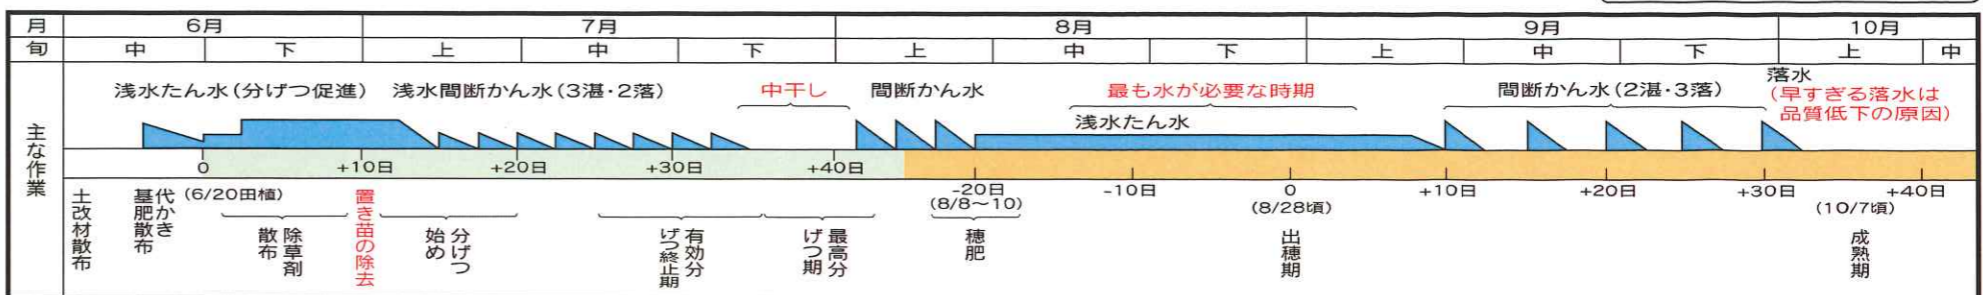 月 6月 7月 8月 9月 10月
旬 中 下 上 中 下 上 中 下 上 中 下 上 中
主な作業
浅水たん水(分げつ促進) 浅水間断かん水(3湛・2落) 中干し 間断かん水 最も水が必要な時期 間断かん水(2湛・3落) 落水
(早すぎる落水は
品質低下の原因)
浅水たん水
0 +10日 +20日 +30日 +40日
-20日 -10日 0 +10日 +20日 +30日 +40日
(6/20田植) (8/8~10) (8/28頃) (10/7頃)
土改材散布
代かき
基肥散布
除草剤
散布
置き苗の除去
分げつ
始め
有効分
げつ終止期
最高分
げつ期
穂肥
出穂期
成熟期